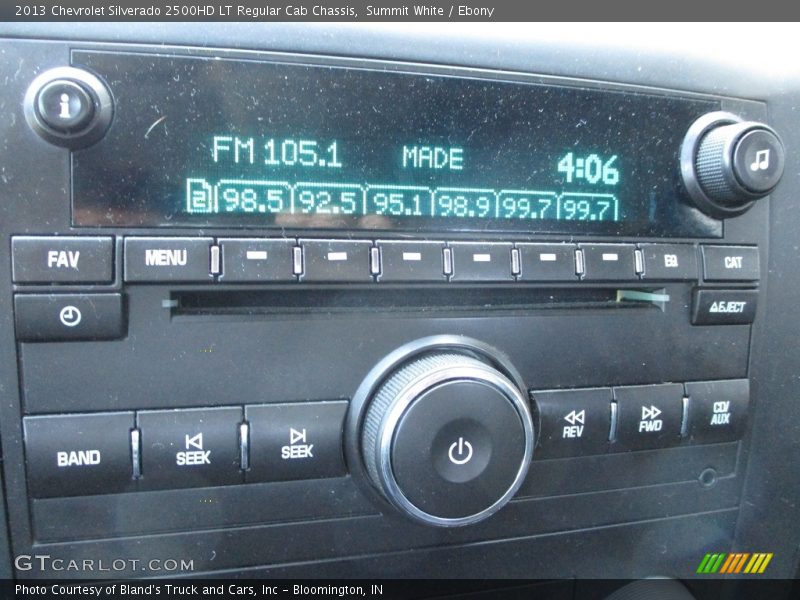 2013 Chevrolet Silverado 2500HD LT Regular Cab Chassis, Summit White / Ebony
i
FM 105.1 MADE 4:06
2 98.5 92.5 95.1 98.9 99.7 99.7
FAV MENU EQ CAT
EJECT
BAND SEEK SEEK REV FWD CD/AUX
GTCARLOT.COM
Photo Courtesy of Bland's Truck and Cars, Inc - Bloomington, IN